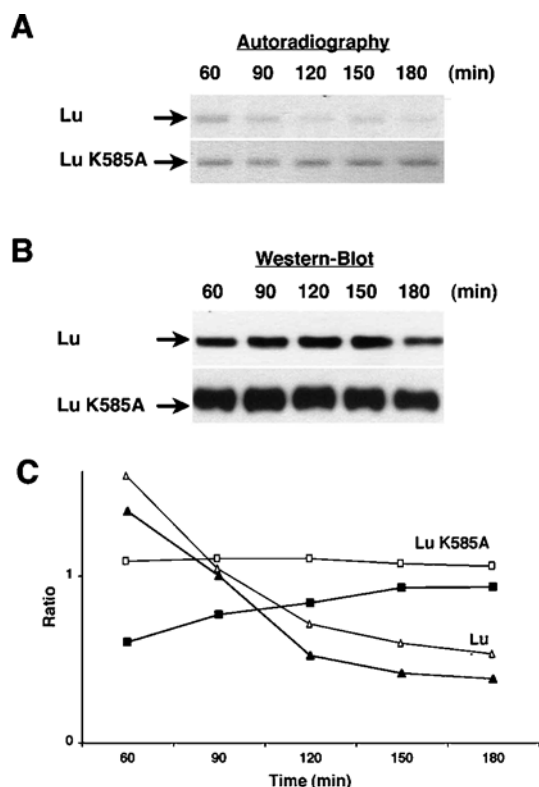 A
Autoradiography
60 90 120 150 180 (min)
Lu
Lu K585A
B
Western-Blot
60 90 120 150 180 (min)
Lu
Lu K585A
C
Lu K585A
1
Ratio
Lu
0
60 90 120 150 180
Time (min)